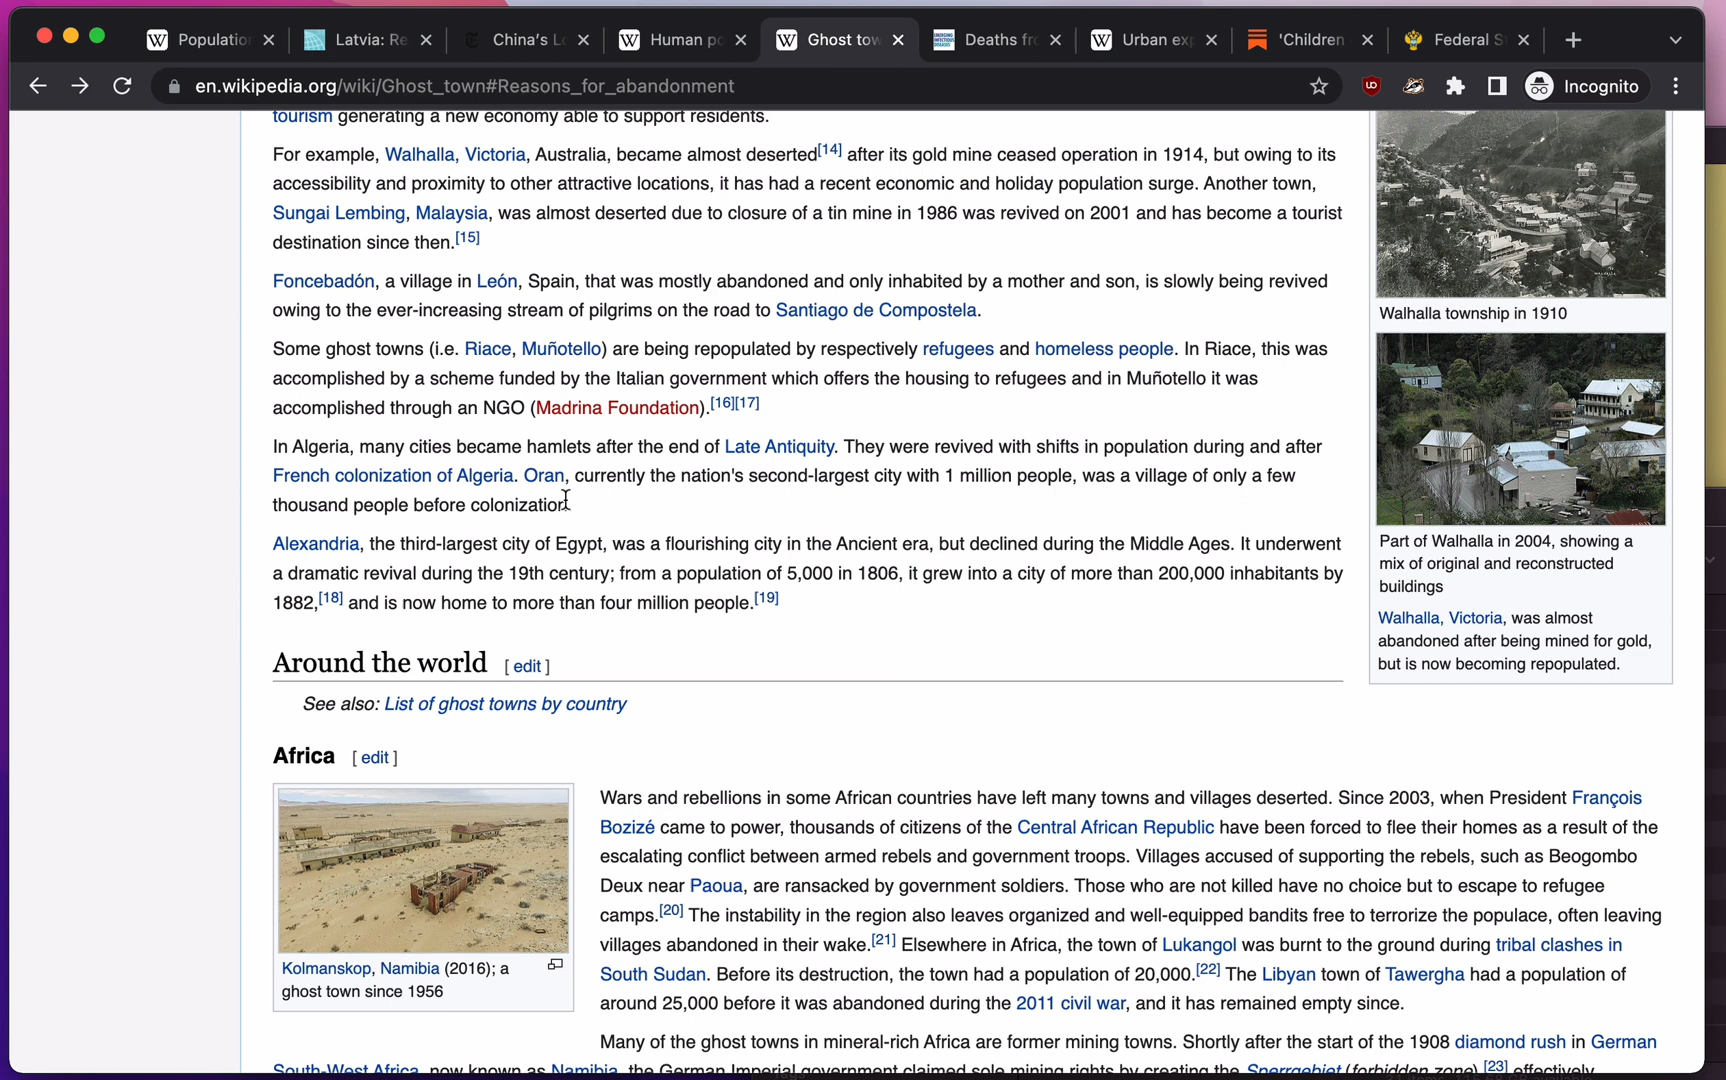 Populatio
Latvia: Re
China's Lo
Human po
Ghost tow
Deaths fro
Urban exp
'Children
Federal S
en.wikipedia.org/wiki/Ghost_town#Reasons_for_abandonment
Incognito
tourism generating a new economy able to support residents.
For example, Walhalla, Victoria, Australia, became almost deserted[14] after its gold mine ceased operation in 1914, but owing to its
accessibility and proximity to other attractive locations, it has had a recent economic and holiday population surge. Another town,
Sungai Lembing, Malaysia, was almost deserted due to closure of a tin mine in 1986 was revived on 2001 and has become a tourist
destination since then.[15]
Foncebadón, a village in León, Spain, that was mostly abandoned and only inhabited by a mother and son, is slowly being revived
owing to the ever-increasing stream of pilgrims on the road to Santiago de Compostela.
Some ghost towns (i.e. Riace, Muñotello) are being repopulated by respectively refugees and homeless people. In Riace, this was
accomplished by a scheme funded by the Italian government which offers the housing to refugees and in Muñotello it was
accomplished through an NGO (Madrina Foundation).[16][17]
In Algeria, many cities became hamlets after the end of Late Antiquity. They were revived with shifts in population during and after
French colonization of Algeria. Oran, currently the nation's second-largest city with 1 million people, was a village of only a few
thousand people before colonization.
Alexandria, the third-largest city of Egypt, was a flourishing city in the Ancient era, but declined during the Middle Ages. It underwent
a dramatic revival during the 19th century; from a population of 5,000 in 1806, it grew into a city of more than 200,000 inhabitants by
1882,[18] and is now home to more than four million people.[19]
Walhalla township in 1910
Part of Walhalla in 2004, showing a
mix of original and reconstructed
buildings
Walhalla, Victoria, was almost
abandoned after being mined for gold,
but is now becoming repopulated.
Around the world [ edit ]
See also: List of ghost towns by country
Africa [ edit ]
Kolmanskop, Namibia (2016); a
ghost town since 1956
Wars and rebellions in some African countries have left many towns and villages deserted. Since 2003, when President François
Bozizé came to power, thousands of citizens of the Central African Republic have been forced to flee their homes as a result of the
escalating conflict between armed rebels and government troops. Villages accused of supporting the rebels, such as Beogombo
Deux near Paoua, are ransacked by government soldiers. Those who are not killed have no choice but to escape to refugee
camps.[20] The instability in the region also leaves organized and well-equipped bandits free to terrorize the populace, often leaving
villages abandoned in their wake.[21] Elsewhere in Africa, the town of Lukangol was burnt to the ground during tribal clashes in
South Sudan. Before its destruction, the town had a population of 20,000.[22] The Libyan town of Tawergha had a population of
around 25,000 before it was abandoned during the 2011 civil war, and it has remained empty since.
Many of the ghost towns in mineral-rich Africa are former mining towns. Shortly after the start of the 1908 diamond rush in German
South-West Africa, now known as Namibia, the German Imperial government claimed sole mining rights by creating the Sperrgebiet (forbidden zone),[23] effectively